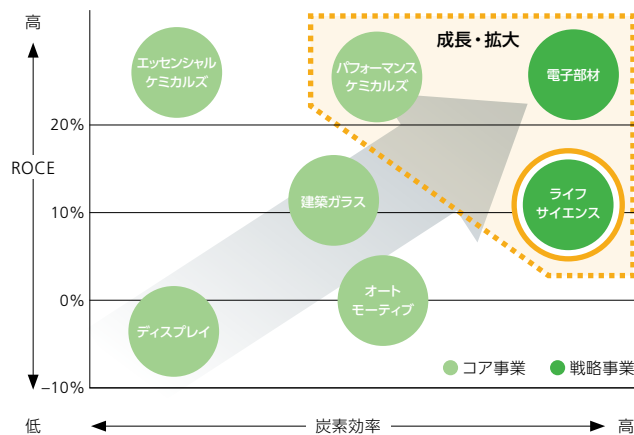 高
成長・拡大
エッセンシャル
ケミカルズ
パフォーマンス
ケミカルズ
電子部材
20%
ROCE
ライフ
サイエンス
建築ガラス
10%
0%
オート
モーティブ
ディスプレイ
コア事業
戦略事業
−10%
低
炭素効率
高